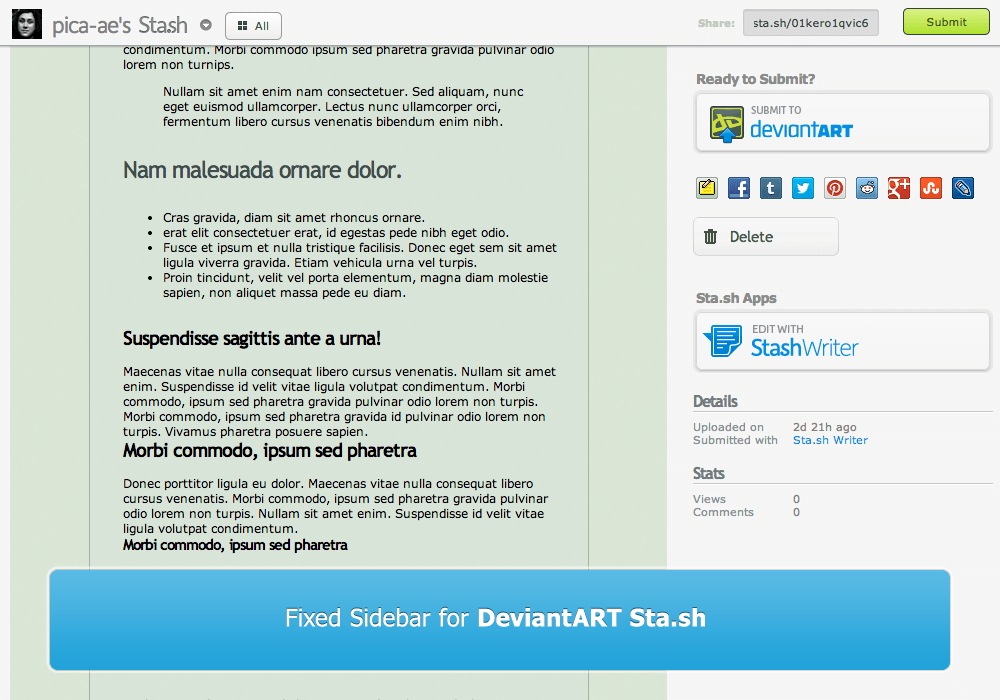 pica-ae's Sta.sh
All
Share:
sta.sh/01kero1qvic6
Submit
condimentum. Morbi commodo ipsum sed pharetra gravida pulvinar odio
lorem non turnips.
Nullam sit amet enim nam consectetuer. Sed aliquam, nunc
eget euismod ullamcorper. Lectus nunc ullamcorper orci,
fermentum libero cursus venenatis bibendum enim nibh.
Nam malesuada ornare dolor.
• Cras gravida, diam sit amet rhoncus ornare.
• erat elit consectetuer erat, id egestas pede nibh eget odio.
• Fusce et ipsum et nulla tristique facilisis. Donec eget sem sit amet
ligula viverra gravida. Etiam vehicula urna vel turpis.
• Proin tincidunt, velit vel porta elementum, magna diam molestie
sapien, non aliquet massa pede eu diam.
Suspendisse sagittis ante a urna!
Maecenas vitae nulla consequat libero cursus venenatis. Nullam sit amet
enim. Suspendisse id velit vitae ligula volutpat condimentum. Morbi
commodo, ipsum sed pharetra gravida pulvinar odio lorem non turpis.
Morbi commodo, ipsum sed pharetra gravida id pulvinar odio lorem non
turpis. Vivamus pharetra posuere sapien.
Morbi commodo, ipsum sed pharetra
Donec porttitor ligula eu dolor. Maecenas vitae nulla consequat libero
cursus venenatis. Morbi commodo, ipsum sed pharetra gravida pulvinar
odio lorem non turpis. Nullam sit amet enim. Suspendisse id velit vitae
ligula volutpat condimentum.
Morbi commodo, ipsum sed pharetra
Ready to Submit?
SUBMIT TO
deviantART
Delete
Sta.sh Apps
EDIT WITH
StashWriter
Details
Uploaded on 2d 21h ago
Submitted with Sta.sh Writer
Stats
Views 0
Comments 0
Fixed Sidebar for DeviantART Sta.sh